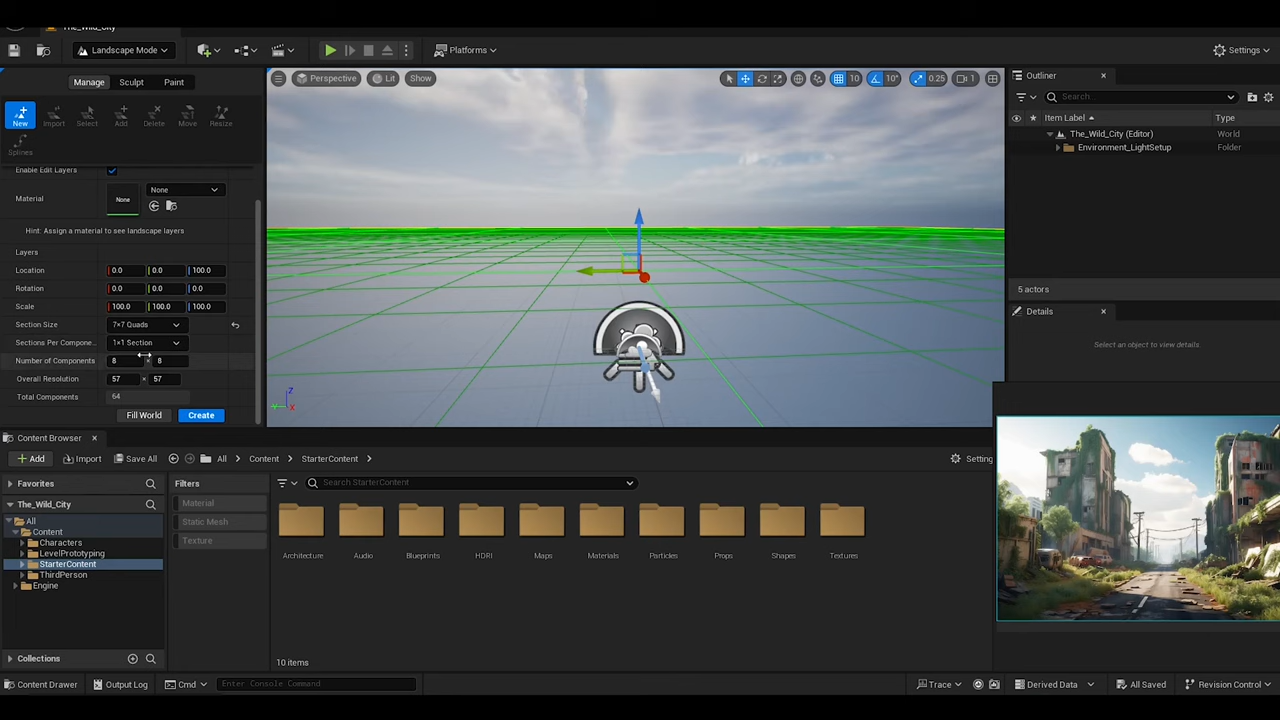 The_Wild_City
Landscape Mode
Platforms
Settings
Manage
Sculpt
Paint
New
Import
Select
Add
Delete
Move
Resize
Splines
Enable Edit Layers
Material
None
None
Hint: Assign a material to see landscape layers
Layers
Location 0.0 0.0 100.0
Rotation 0.0 0.0 0.0
Scale 100.0 100.0 100.0
Section Size 7×7 Quads
Sections Per Compone... 1×1 Section
Number of Components 8 × 8
Overall Resolution 57 × 57
Total Components 64
Fill World
Create
Perspective
Lit
Show
10
10°
0.25
1
Z
Y
X
Outliner
Search...
Item Label
Type
The_Wild_City (Editor) World
Environment_LightSetup Folder
5 actors
Details
Select an object to view details
Content Browser
Add
Import
Save All
All
Content
StarterContent
Setting
Favorites
The_Wild_City
All
Content
Characters
LevelPrototyping
StarterContent
ThirdPerson
Engine
Collections
Filters
Material
Static Mesh
Texture
Search StarterContent
Architecture
Audio
Blueprints
HDRI
Maps
Materials
Particles
Props
Shapes
Textures
10 items
Content Drawer
Output Log
Cmd
Enter Console Command
Trace
Derived Data
All Saved
Revision Control